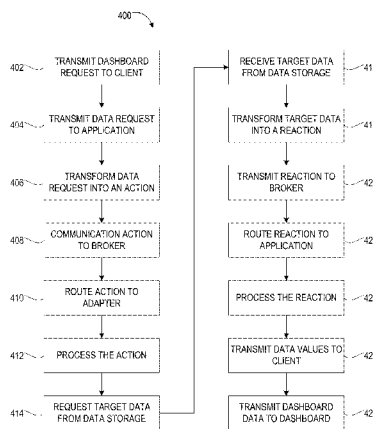 400
402
TRANSMIT DASHBOARD
REQUEST TO CLIENT
404
TRANSMIT DATA REQUEST
TO APPLICATION
406
TRANSFORM DATA
REQUEST INTO AN ACTION
408
COMMUNICATION ACTION
TO BROKER
410
ROUTE ACTION TO
ADAPTER
412
PROCESS THE ACTION
414
REQUEST TARGET DATA
FROM DATA STORAGE
RECEIVE TARGET DATA
FROM DATA STORAGE
41
TRANSFORM TARGET DATA
INTO A REACTION
41
TRANSMIT REACTION TO
BROKER
42
ROUTE REACTION TO
APPLICATION
42
PROCESS THE REACTION
42
TRANSMIT DATA VALUES TO
CLIENT
42
TRANSMIT DASHBOARD
DATA TO DASHBOARD
42